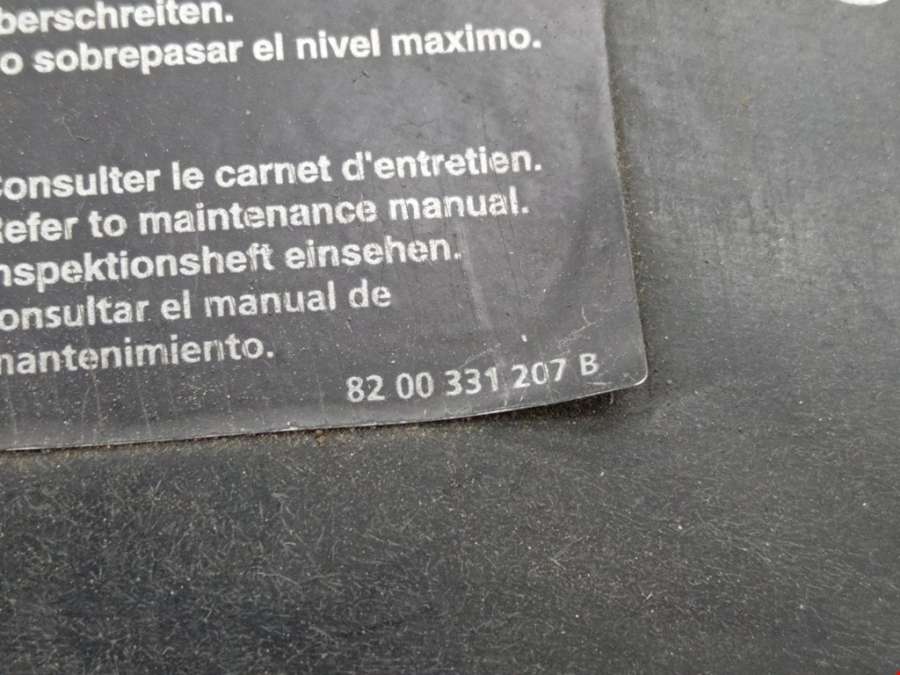 berschreiten.
o sobrepasar el nivel maximo.
onsulter le carnet d'entretien.
efer to maintenance manual.
nspektionsheft einsehen.
onsultar el manual de
mantenimiento.
82 00 331 207 B